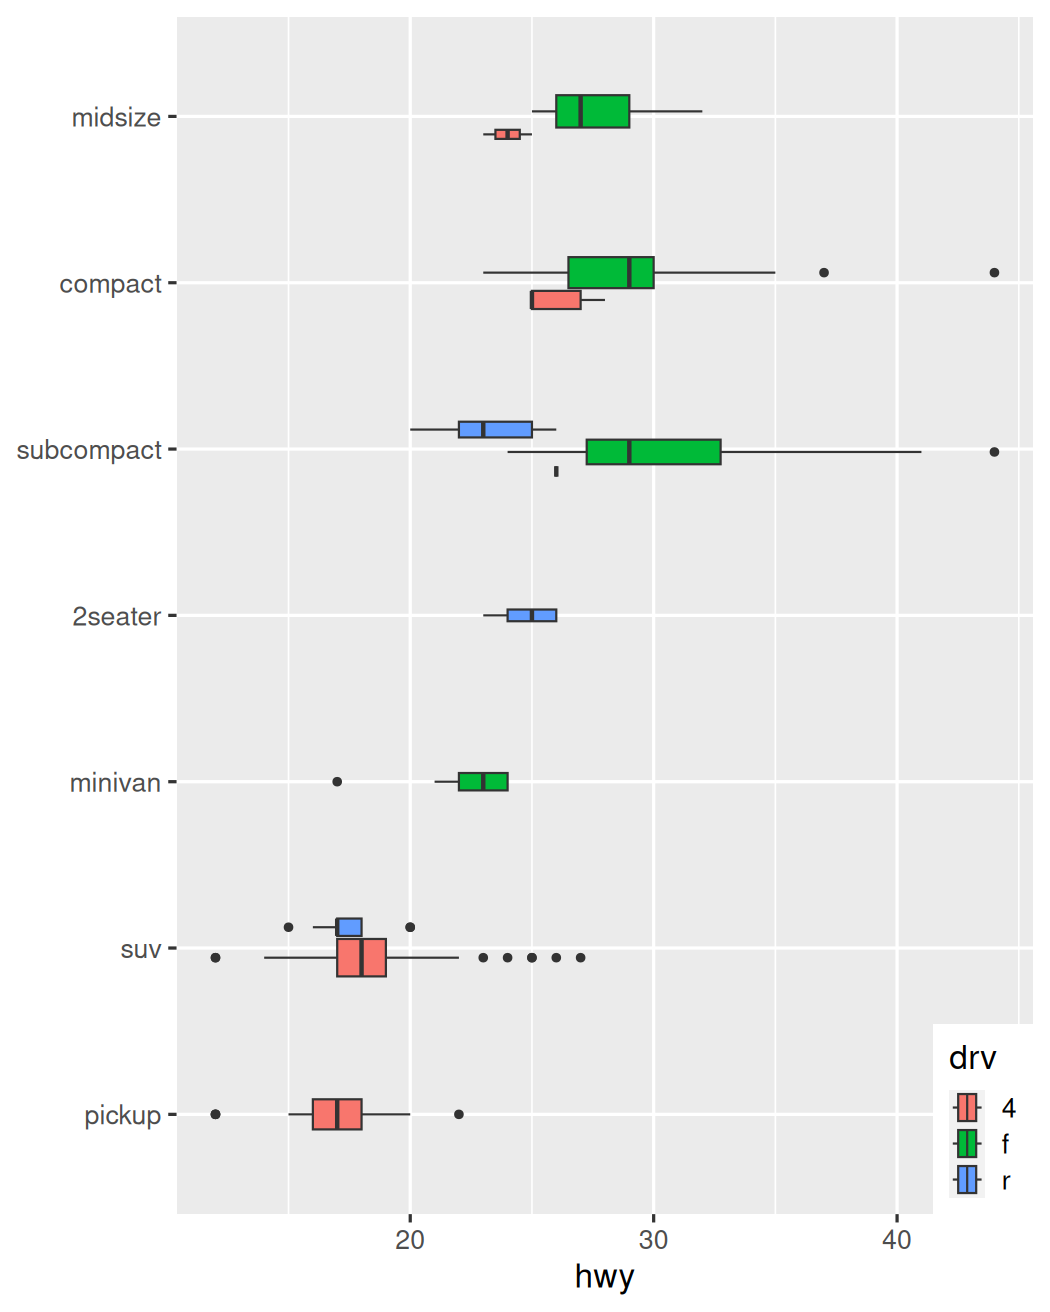 midsize
compact
subcompact
2seater
minivan
suv
pickup
drv
4
f
r
20 30 40
hwy